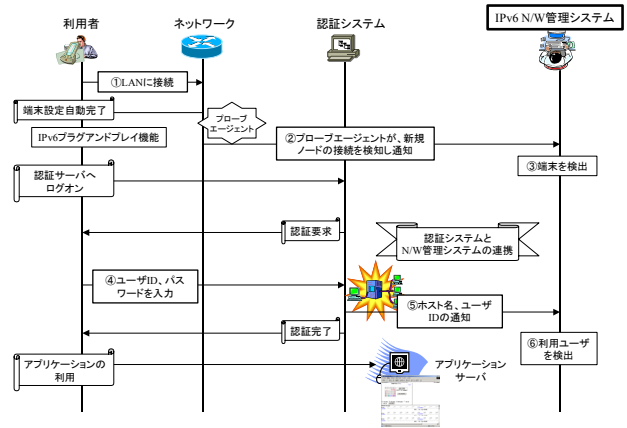 利用者
ネットワーク
認証システム
IPv6 N/W管理システム
①LANに接続
端末設定自動完了
プローブ
エージェント
IPv6プラグアンドプレイ機能
②プローブエージェントが、新規
ノードの接続を検知し通知
③端末を検出
認証サーバへ
ログオン
認証要求
認証システムと
N/W管理システムの連携
④ユーザID、パス
ワードを入力
⑤ホスト名、ユーザ
IDの通知
認証完了
⑥利用ユーザ
を検出
アプリケーションの
利用
アプリケーション
サーバ